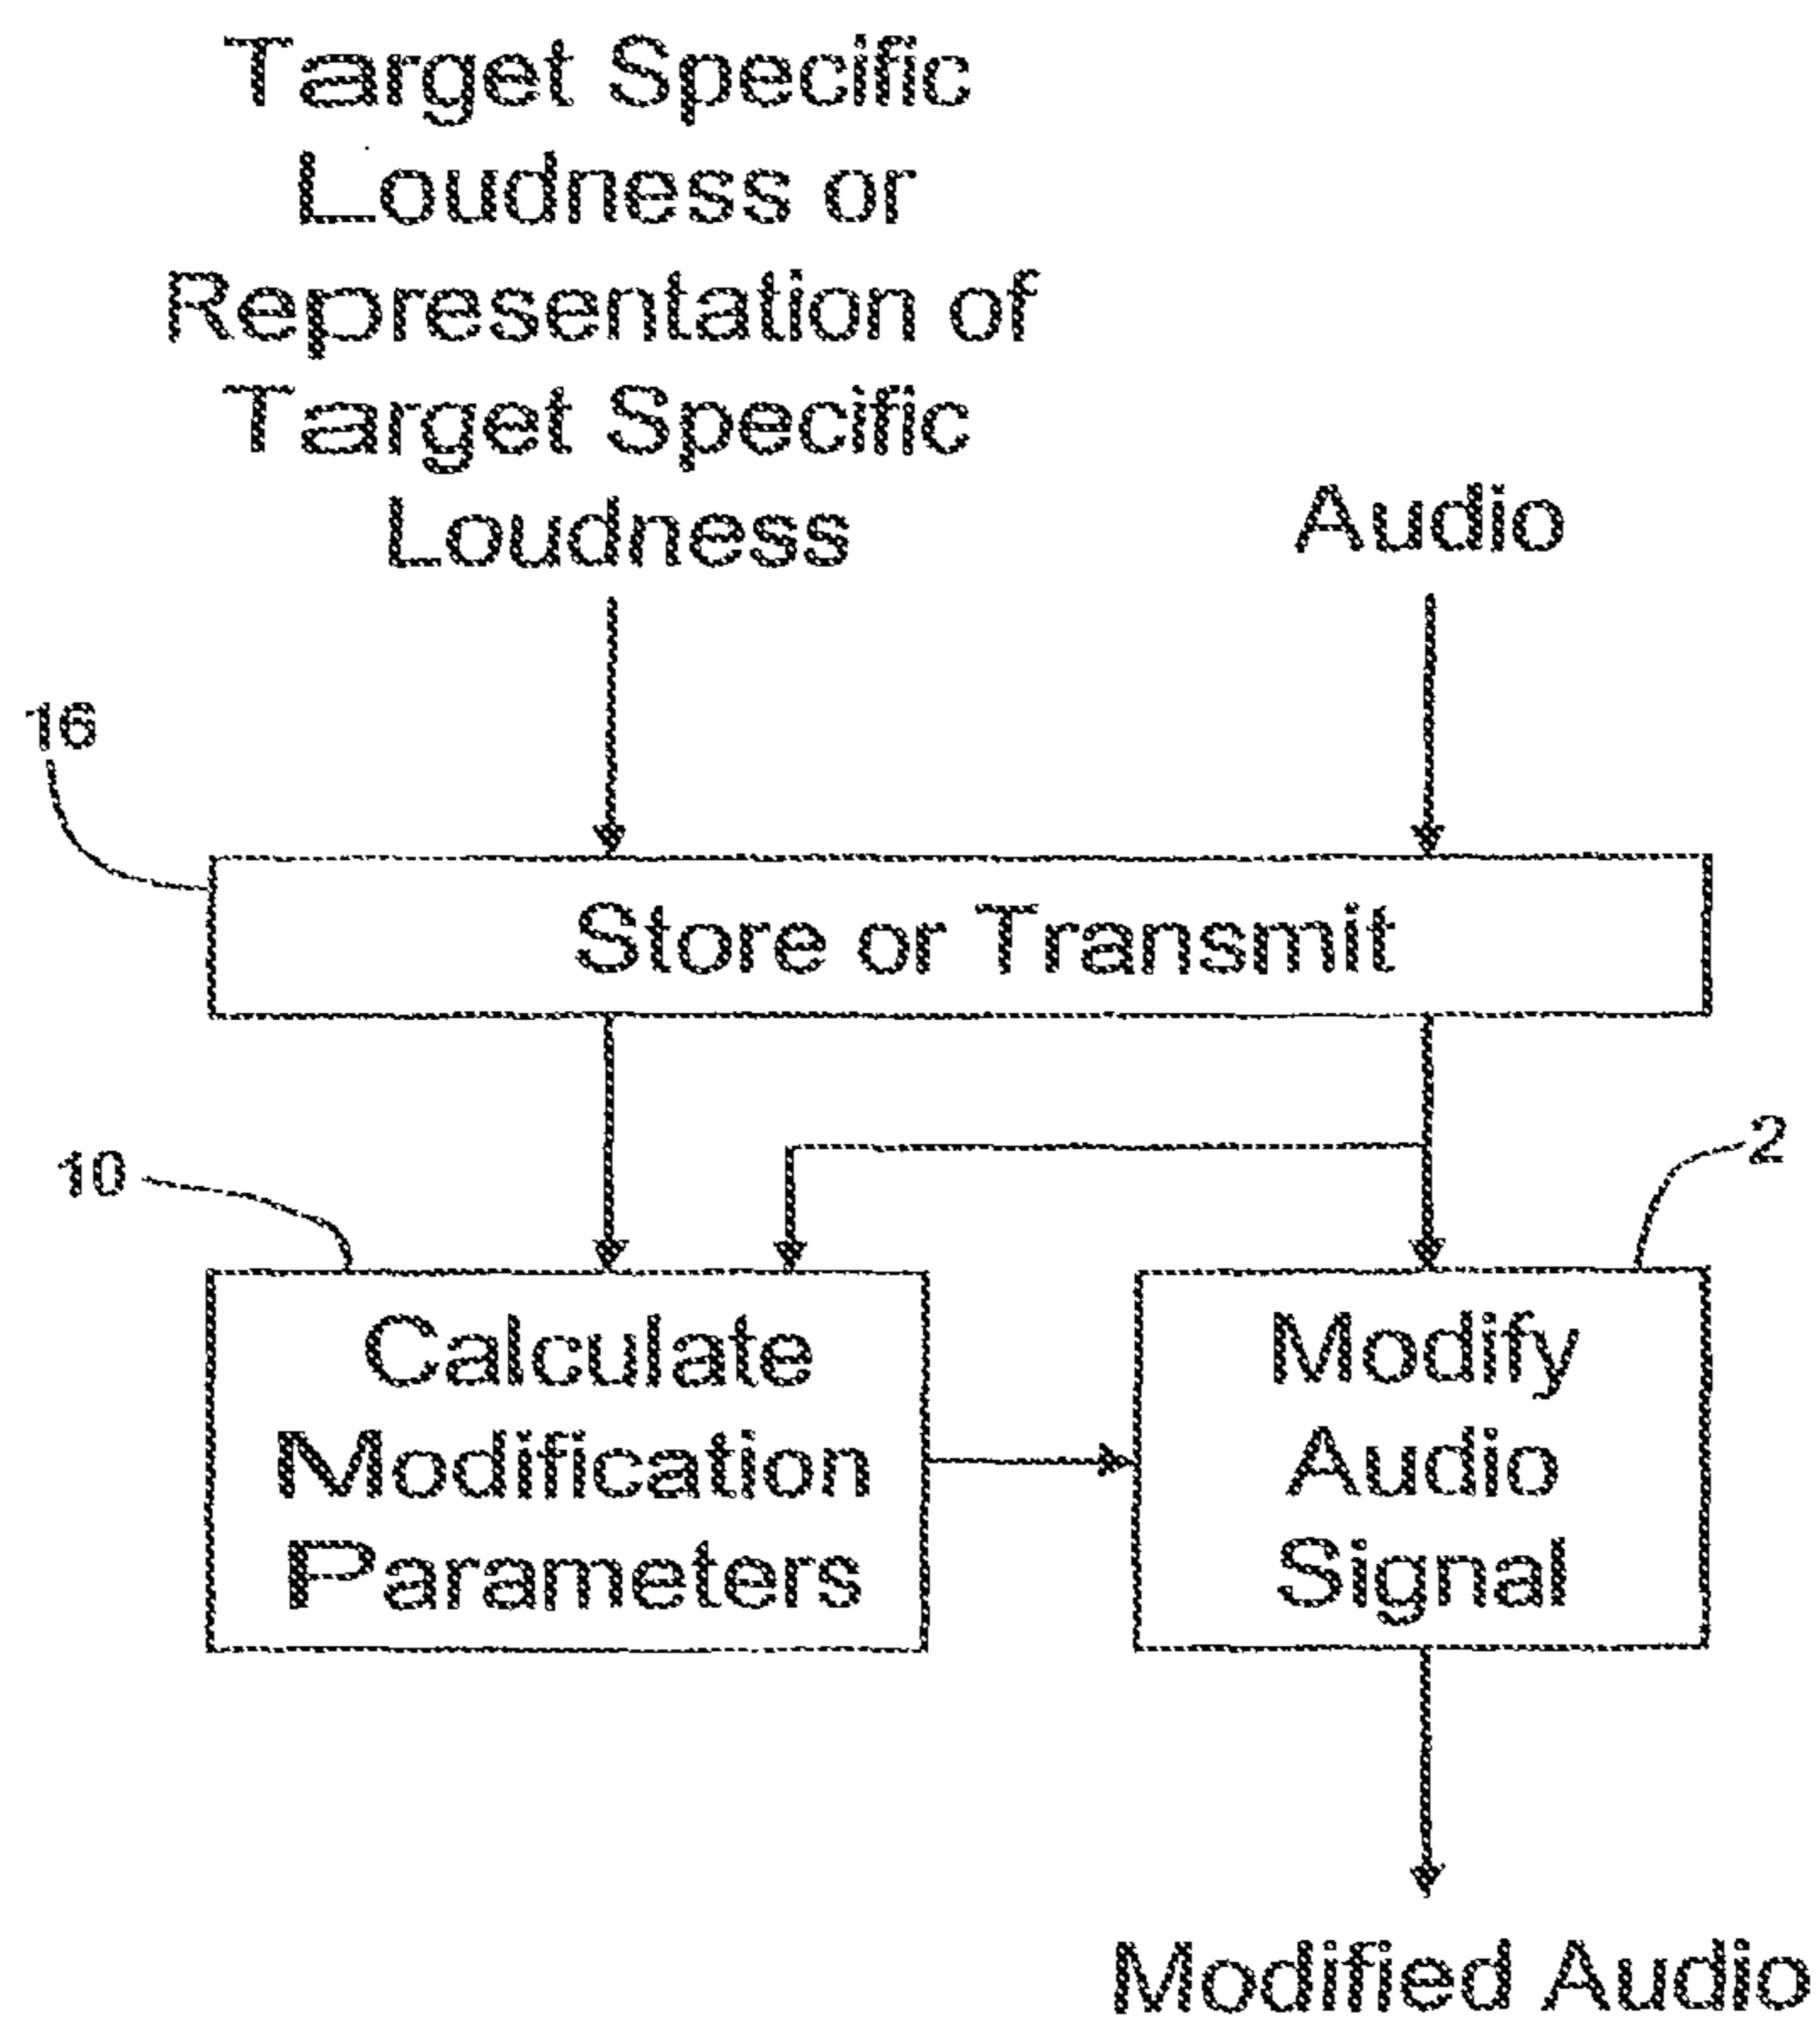 Target Specific
Loudness or
Representation of
Target Specific
Loudness
Audio
16
Store or Transmit
10
2
Calculate
Modification
Parameters
Modify
Audio
Signal
Modified Audio